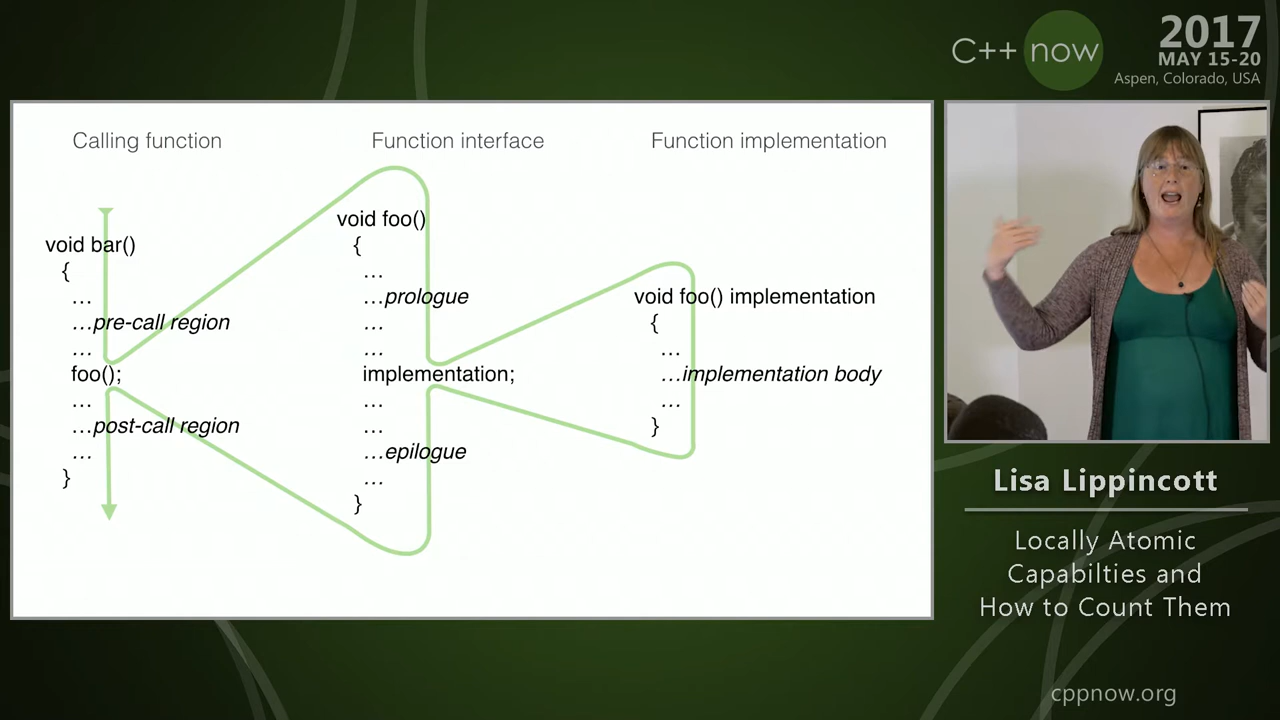 C++ now
2017
MAY 15-20
Aspen, Colorado, USA
Calling function
Function interface
Function implementation
void bar()
{
…
…pre-call region
…
foo();
…
…post-call region
…
}
void foo()
{
…
…prologue
…
…
implementation;
…
…
…epilogue
…
}
void foo() implementation
{
…
…implementation body
…
}
Lisa Lippincott
Locally Atomic
Capabilties and
How to Count Them
cppnow.org